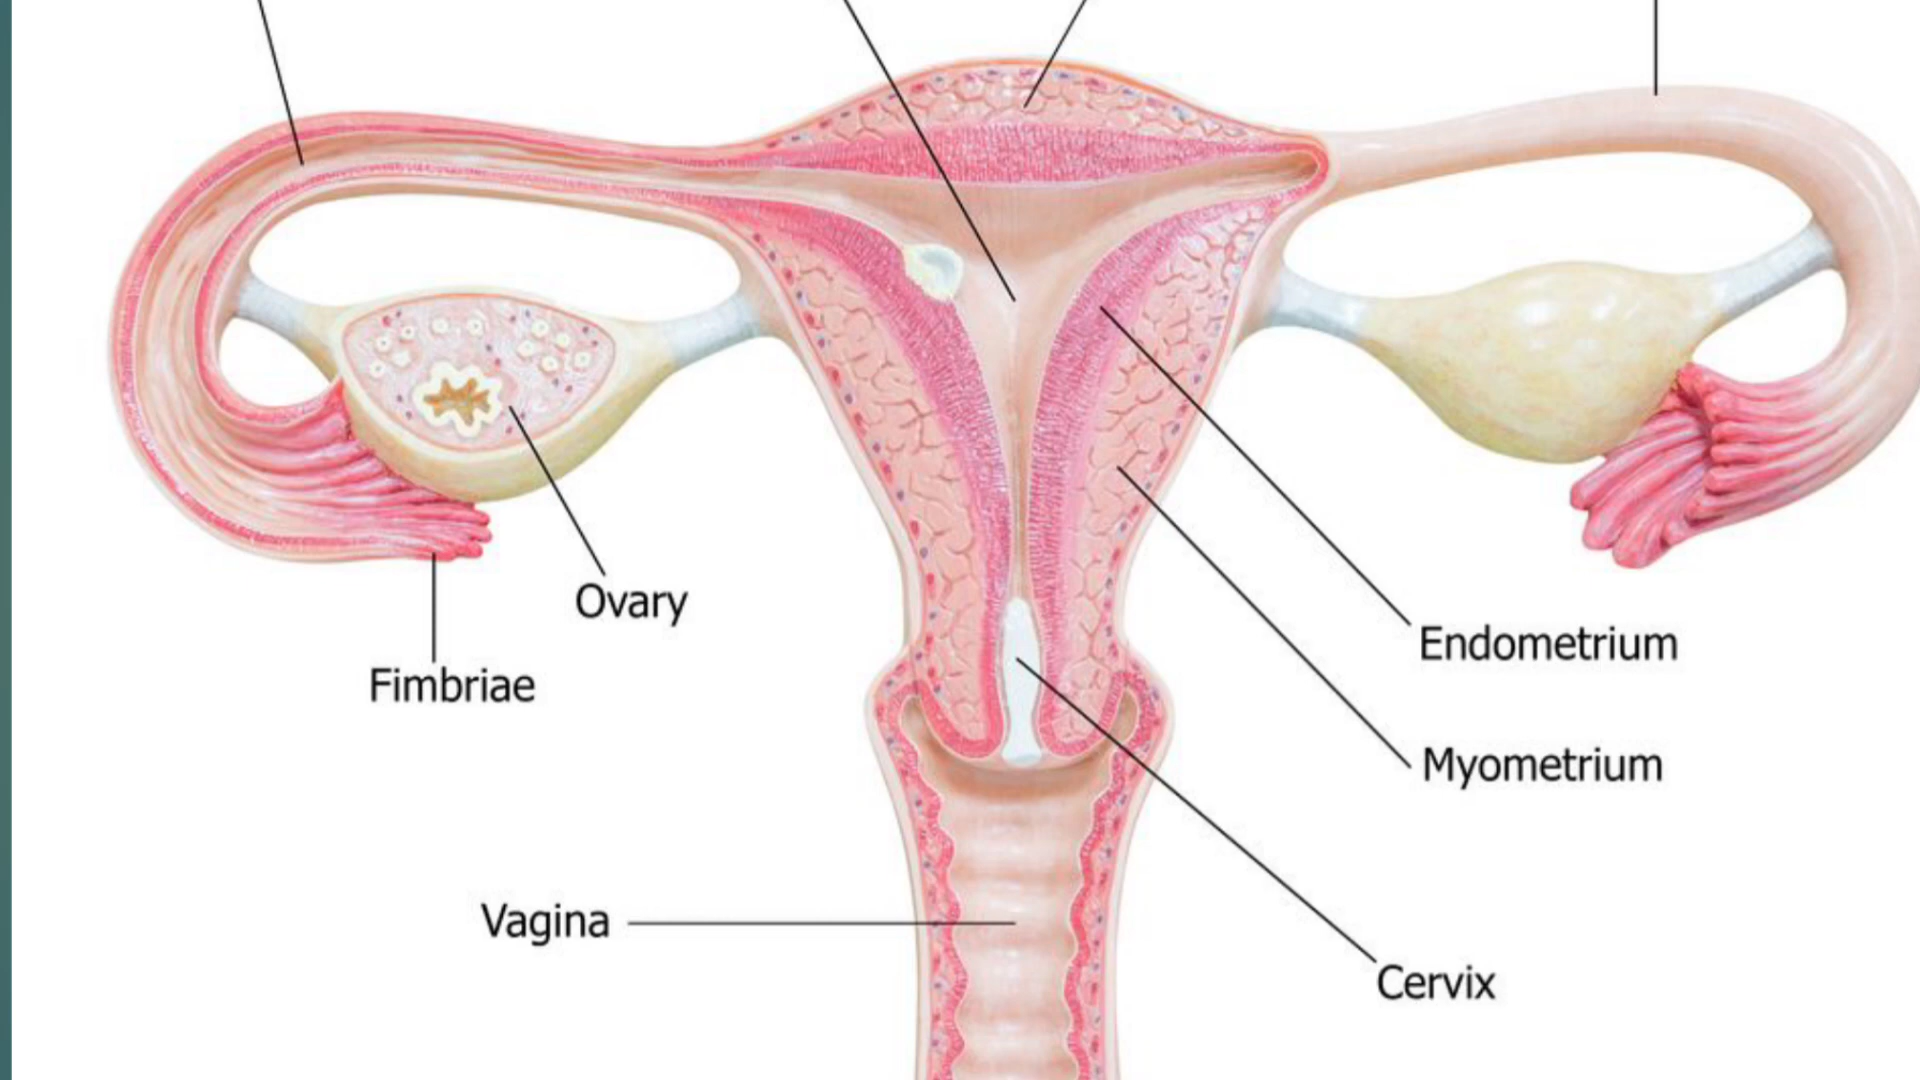 Ovary
Endometrium
Fimbriae
Myometrium
Vagina
Cervix